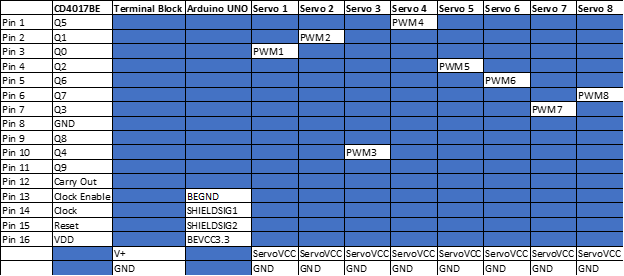 CD4017BE Terminal Block Arduino UNO Servo 1 Servo 2 Servo 3 Servo 4 Servo 5 Servo 6 Servo 7 Servo 8
Pin 1 Q5 PWM4
Pin 2 Q1 PWM2
Pin 3 Q0 PWM1
Pin 4 Q2 PWM5
Pin 5 Q6 PWM6
Pin 6 Q7 PWM8
Pin 7 Q3 PWM7
Pin 8 GND
Pin 9 Q8
Pin 10 Q4 PWM3
Pin 11 Q9
Pin 12 Carry Out
Pin 13 Clock Enable BEGND
Pin 14 Clock SHIELDSIG1
Pin 15 Reset SHIELDSIG2
Pin 16 VDD BEVCC3.3
V+ ServoVCC ServoVCC ServoVCC ServoVCC ServoVCC ServoVCC ServoVCC ServoVCC
GND GND GND GND GND GND GND GND GND